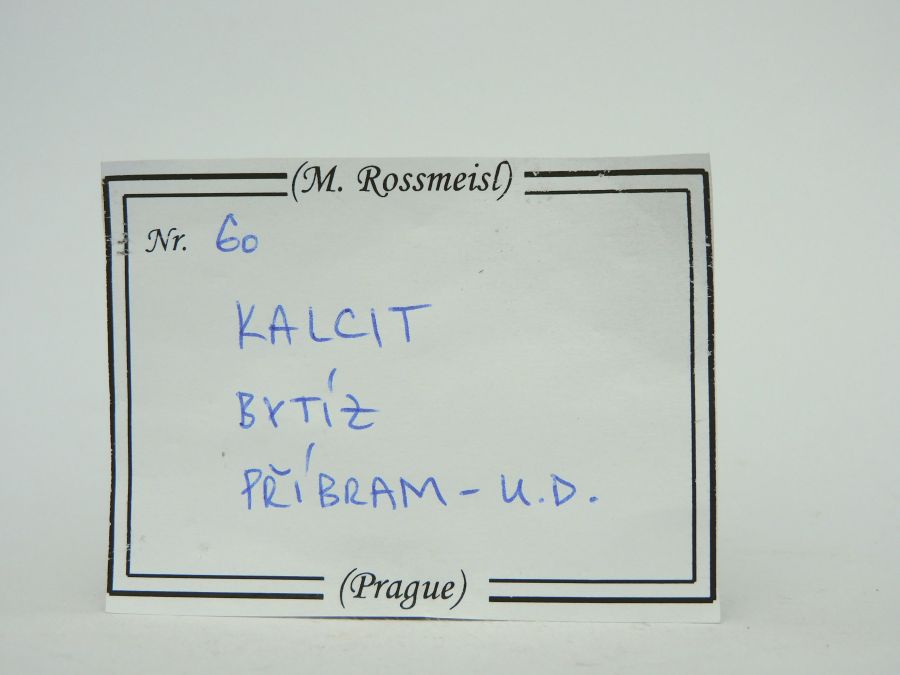 (M. Rossmeisl)
Nr. 60
KALCIT
BYTÍZ
PŘÍBRAM - U.D.
(Prague)